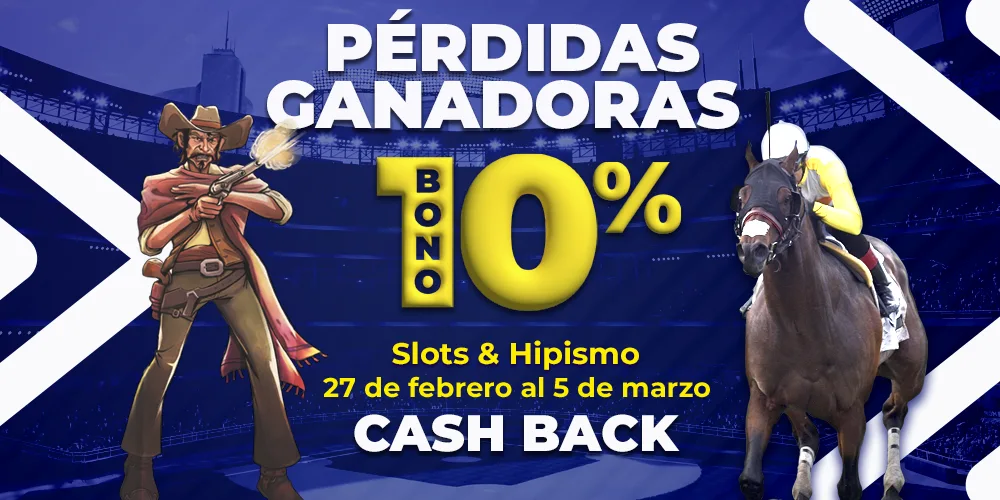 PÉRDIDAS
GANADORAS
BONO
10%
Slots & Hipismo
27 de febrero al 5 de marzo
CASH BACK